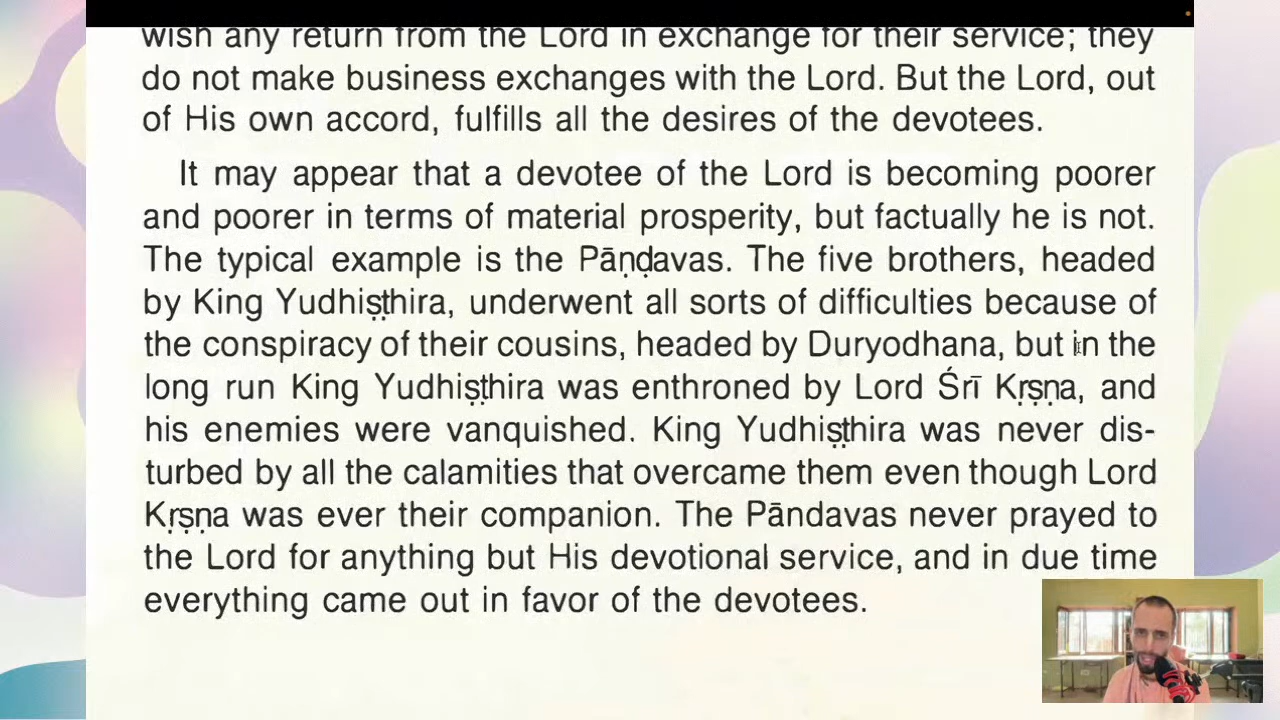 wish any return from the Lord in exchange for their service; they
do not make business exchanges with the Lord. But the Lord, out
of His own accord, fulfills all the desires of the devotees.
It may appear that a devotee of the Lord is becoming poorer
and poorer in terms of material prosperity, but factually he is not.
The typical example is the Pāṇḍavas. The five brothers, headed
by King Yudhiṣṭhira, underwent all sorts of difficulties because of
the conspiracy of their cousins, headed by Duryodhana, but in the
long run King Yudhiṣṭhira was enthroned by Lord Śrī Kṛṣṇa, and
his enemies were vanquished. King Yudhiṣṭhira was never dis-
turbed by all the calamities that overcame them even though Lord
Kṛṣṇa was ever their companion. The Pāndavas never prayed to
the Lord for anything but His devotional service, and in due time
everything came out in favor of the devotees.